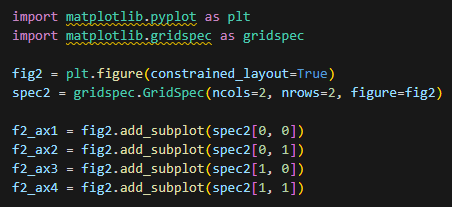 import matplotlib.pyplot as plt
import matplotlib.gridspec as gridspec
fig2 = plt.figure(constrained_layout=True)
spec2 = gridspec.GridSpec(ncols=2, nrows=2, figure=fig2)
f2_ax1 = fig2.add_subplot(spec2[0, 0])
f2_ax2 = fig2.add_subplot(spec2[0, 1])
f2_ax3 = fig2.add_subplot(spec2[1, 0])
f2_ax4 = fig2.add_subplot(spec2[1, 1])